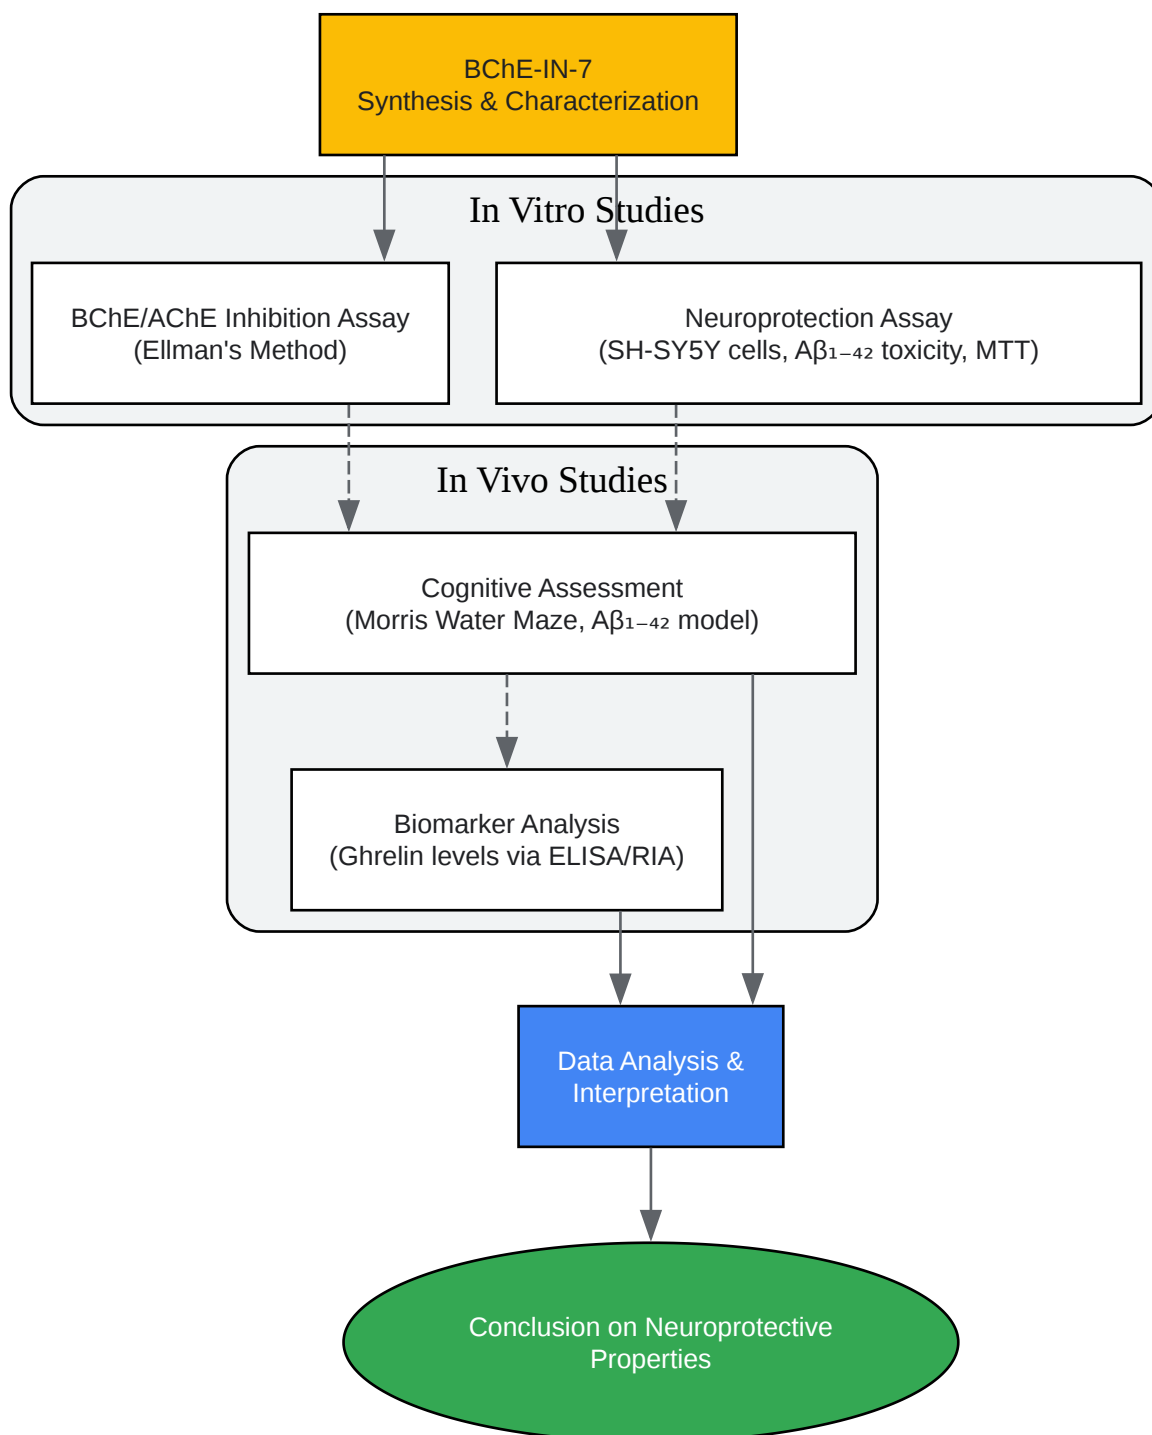 BChE-IN-7
Synthesis & Characterization
In Vitro Studies
BChE/AChE Inhibition Assay
(Ellman's Method)
Neuroprotection Assay
(SH-SY5Y cells, Aβ₁₋₄₂ toxicity, MTT)
In Vivo Studies
Cognitive Assessment
(Morris Water Maze, Aβ₁₋₄₂ model)
Biomarker Analysis
(Ghrelin levels via ELISA/RIA)
Data Analysis &
Interpretation
Conclusion on Neuroprotective
Properties